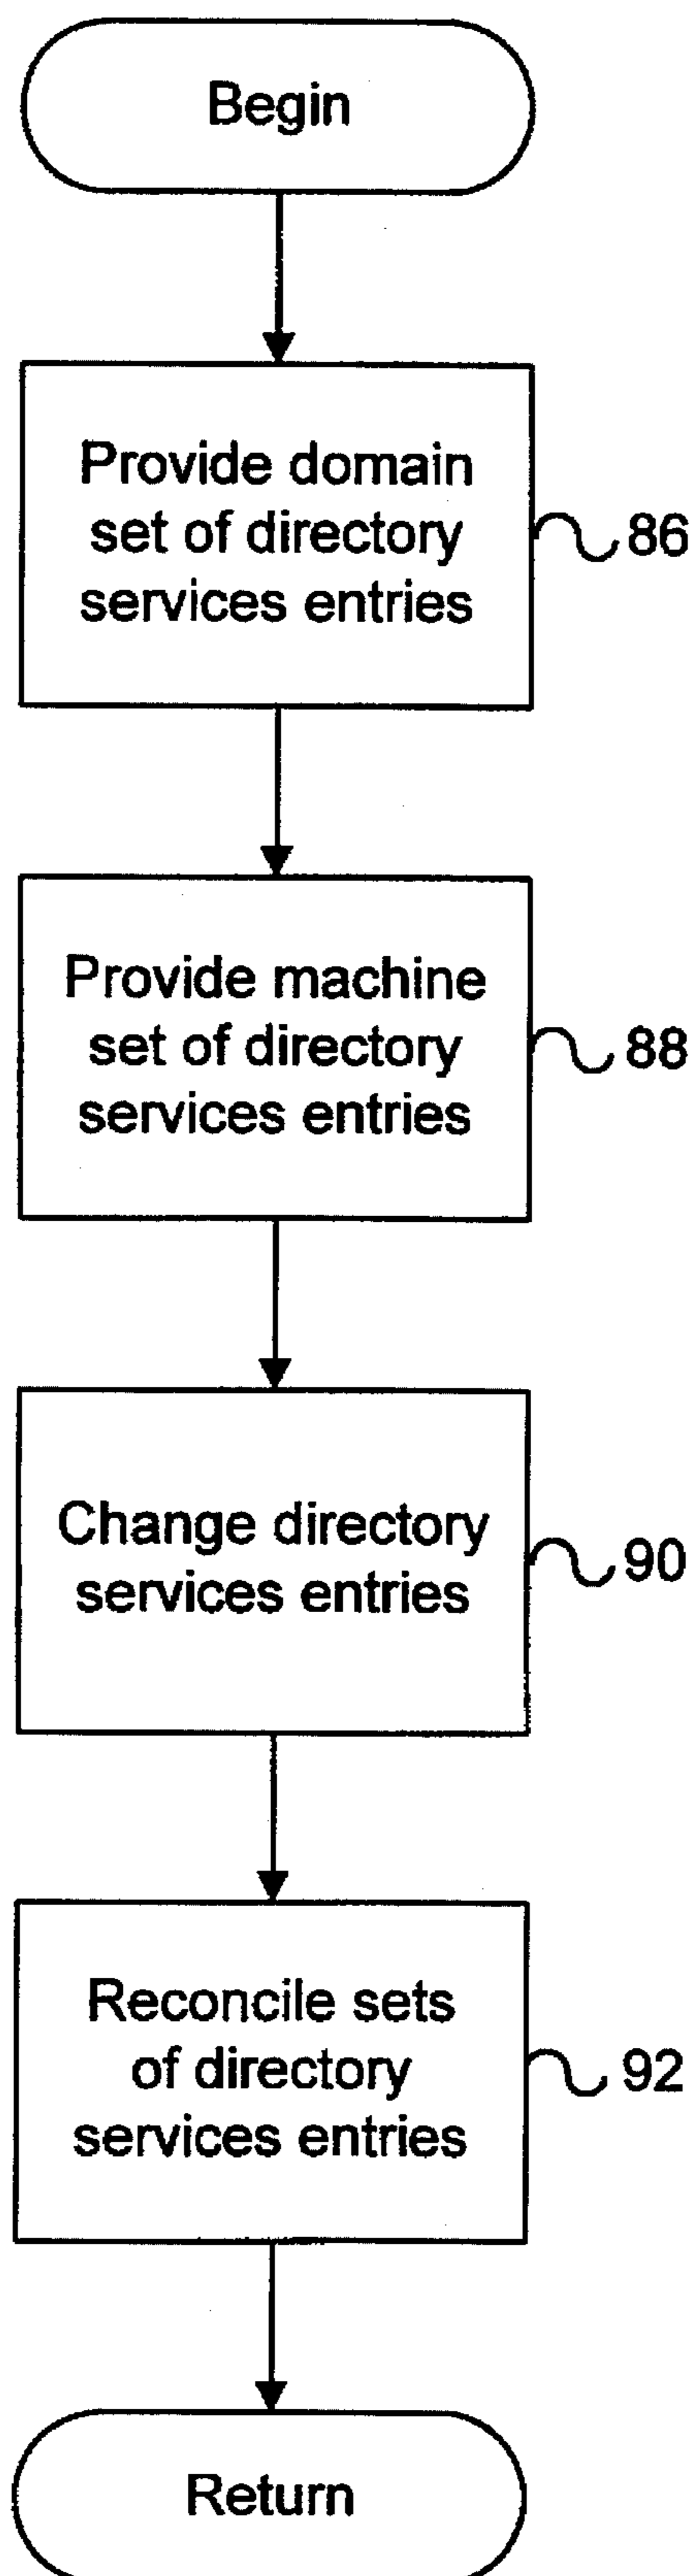 Begin
Provide domain
set of directory
services entries
86
Provide machine
set of directory
services entries
88
Change directory
services entries
90
Reconcile sets
of directory
services entries
92
Return